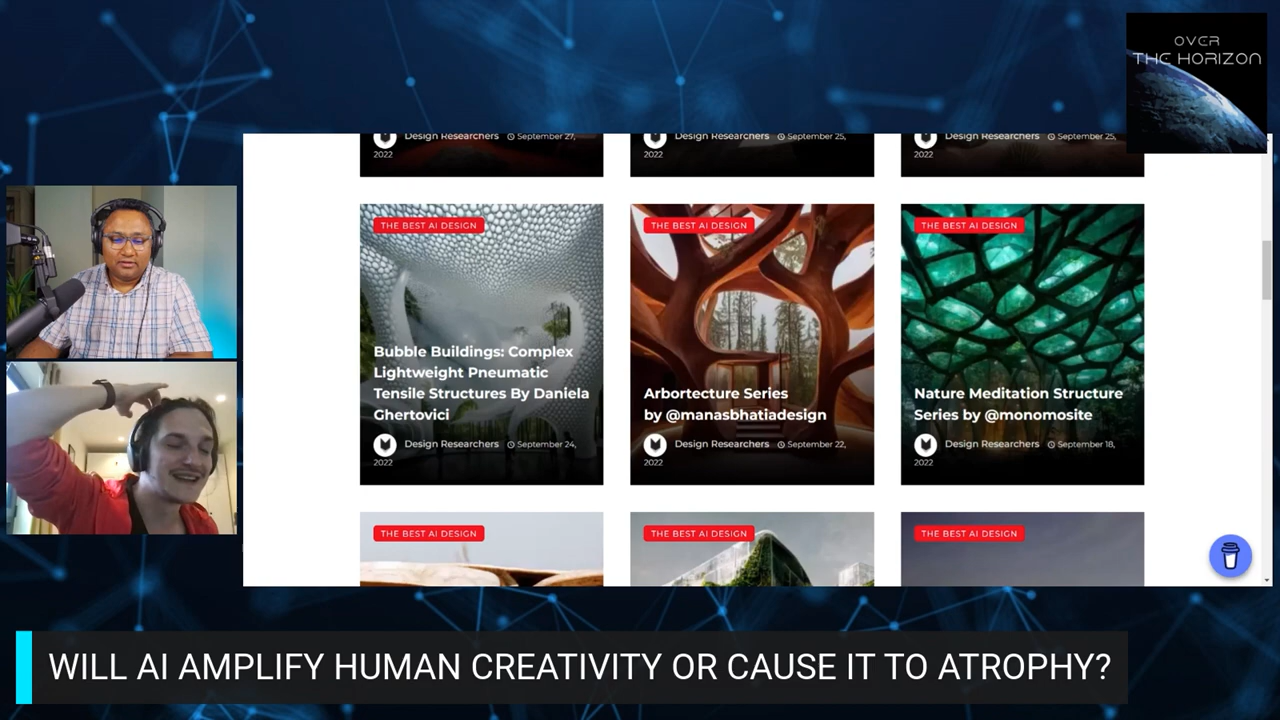 OVER
THE HORIZON
Design Researchers September 27,
2022
Design Researchers September 25,
2022
Design Researchers September 25,
2022
THE BEST AI DESIGN
Bubble Buildings: Complex
Lightweight Pneumatic
Tensile Structures By Daniela
Ghertovici
Design Researchers September 24,
2022
THE BEST AI DESIGN
Arbortecture Series
by @manasbhatiadesign
Design Researchers September 22,
2022
THE BEST AI DESIGN
Nature Meditation Structure
Series by @monomosite
Design Researchers September 18,
2022
THE BEST AI DESIGN
THE BEST AI DESIGN
THE BEST AI DESIGN
WILL AI AMPLIFY HUMAN CREATIVITY OR CAUSE IT TO ATROPHY?